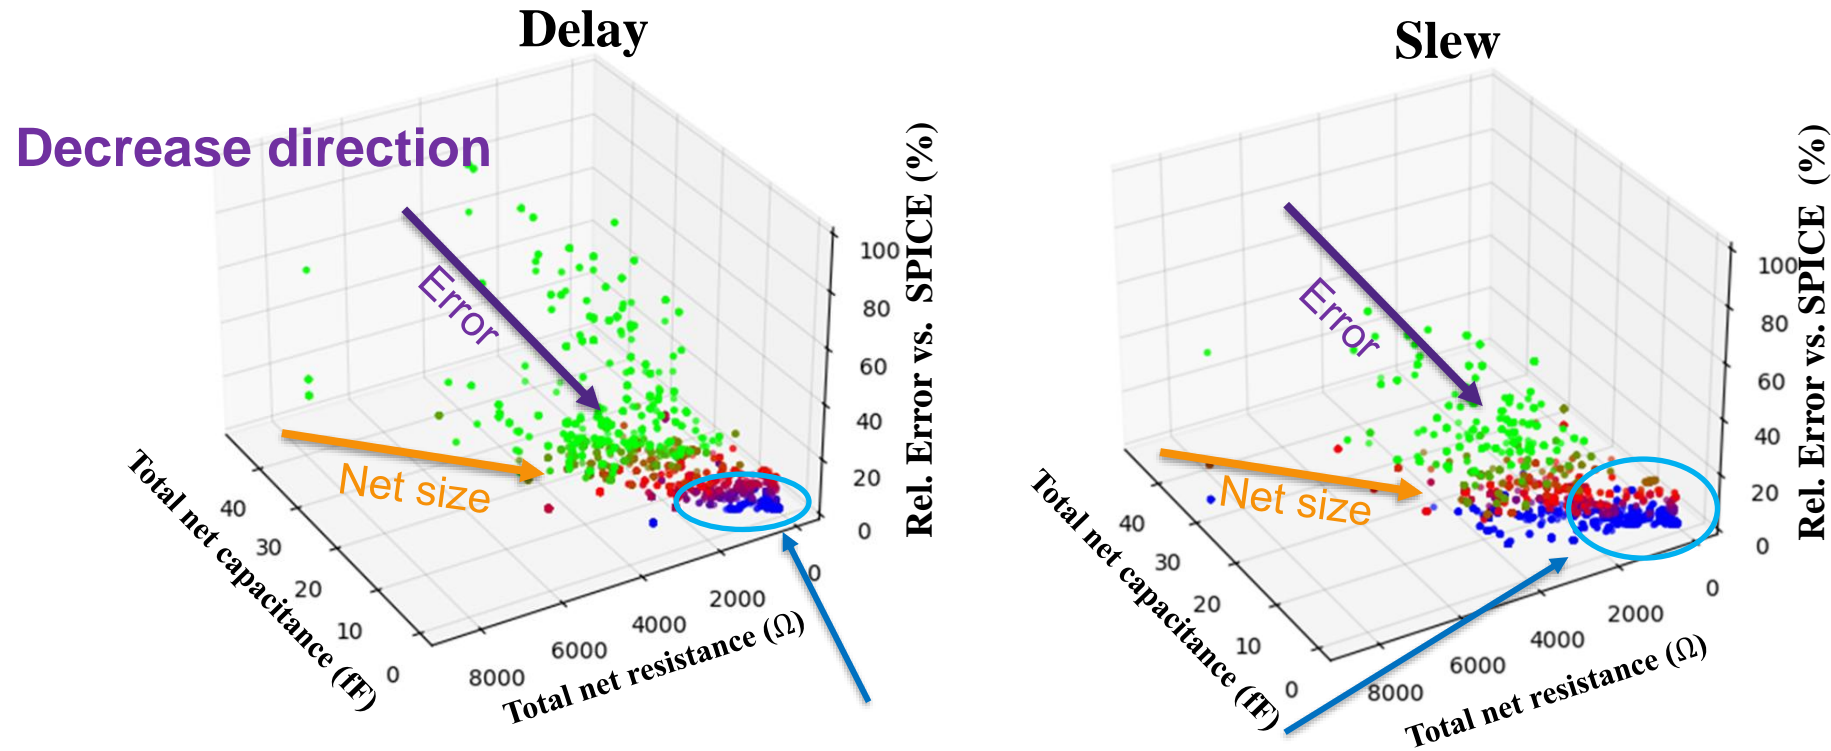 Delay
Decrease direction
Error
Net size
100
80
60
40
20
0
Rel. Error vs. SPICE (%)
40
30
20
10
0
Total net capacitance (fF)
8000
6000
4000
2000
0
Total net resistance (Ω)
Slew
Error
Net size
100
80
60
40
20
0
Rel. Error vs. SPICE (%)
40
30
20
10
0
Total net capacitance (fF)
8000
6000
4000
2000
0
Total net resistance (Ω)